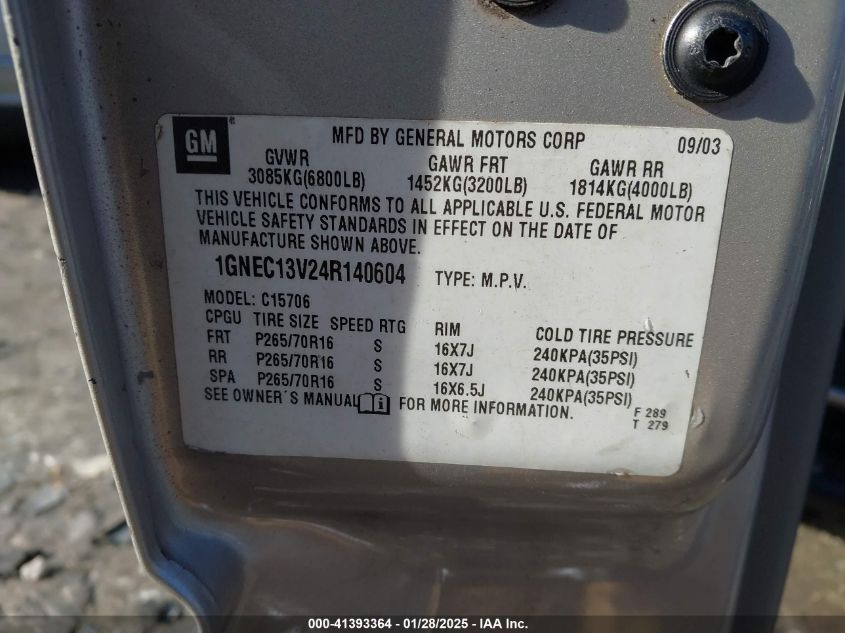 GM MFD BY GENERAL MOTORS CORP 09/03
GVWR GAWR FRT GAWR RR
3085KG(6800LB) 1452KG(3200LB) 1814KG(4000LB)
THIS VEHICLE CONFORMS TO ALL APPLICABLE U.S. FEDERAL MOTOR
VEHICLE SAFETY STANDARDS IN EFFECT ON THE DATE OF
MANUFACTURE SHOWN ABOVE.
1GNEC13V24R140604 TYPE: M.P.V.
MODEL: C15706
CPGU TIRE SIZE SPEED RTG RIM COLD TIRE PRESSURE
FRT P265/70R16 S 16X7J 240KPA(35PSI)
RR P265/70R16 S 16X7J 240KPA(35PSI)
SPA P265/70R16 S 16X6.5J 240KPA(35PSI)
SEE OWNER'S MANUAL FOR MORE INFORMATION.
F 289
T 279
000-41393364 | 01/28/2025 - IAA Inc.